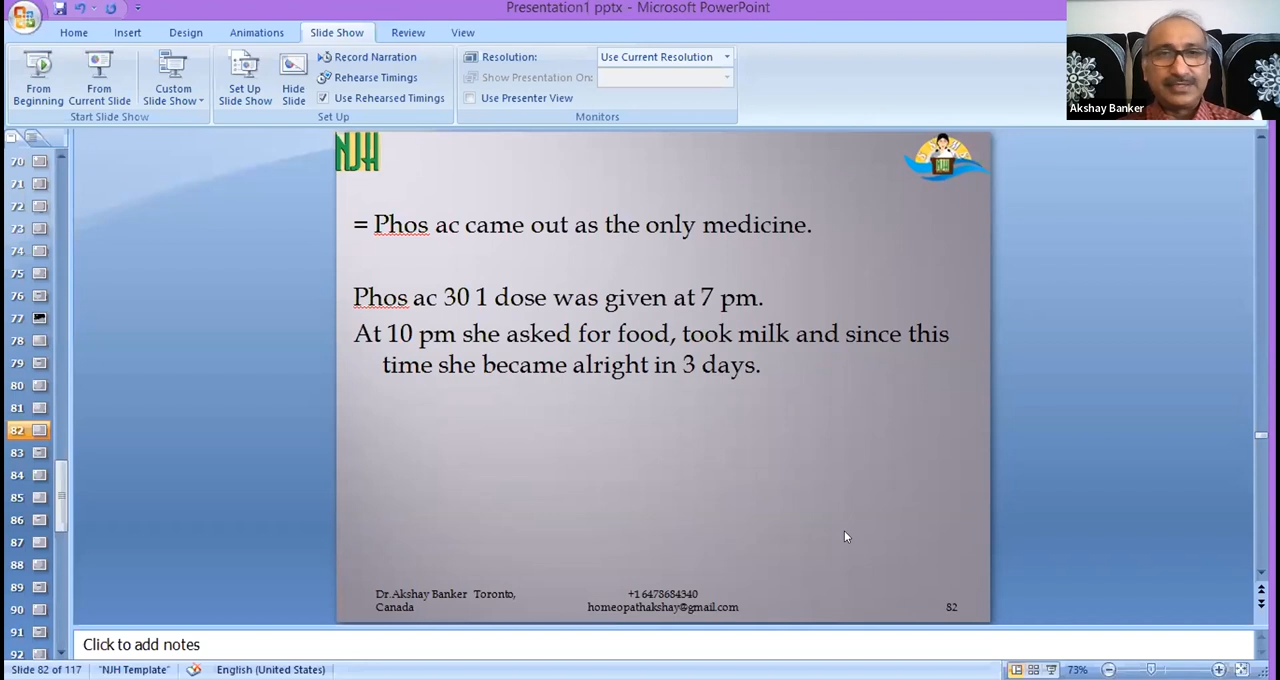 Presentation1 pptx - Microsoft PowerPoint
Home Insert Design Animations Slide Show Review View
From Beginning
From Current Slide
Custom Slide Show
Start Slide Show
Set Up Slide Show
Hide Slide
Record Narration
Rehearse Timings
Use Rehearsed Timings
Set Up
Resolution: Use Current Resolution
Show Presentation On:
Use Presenter View
Monitors
Akshay Banker
70
71
72
73
74
75
76
77
78
79
80
81
82
83
84
85
86
87
88
89
90
91
92
NJH
NJH
= Phos ac came out as the only medicine.
Phos ac 30 1 dose was given at 7 pm.
At 10 pm she asked for food, took milk and since this
time she became alright in 3 days.
Dr.Akshay Banker Toronto,
Canada
+1 6478684340
homeopathakshay@gmail.com
82
Click to add notes
Slide 82 of 117 "NJH Template" English (United States) 73%